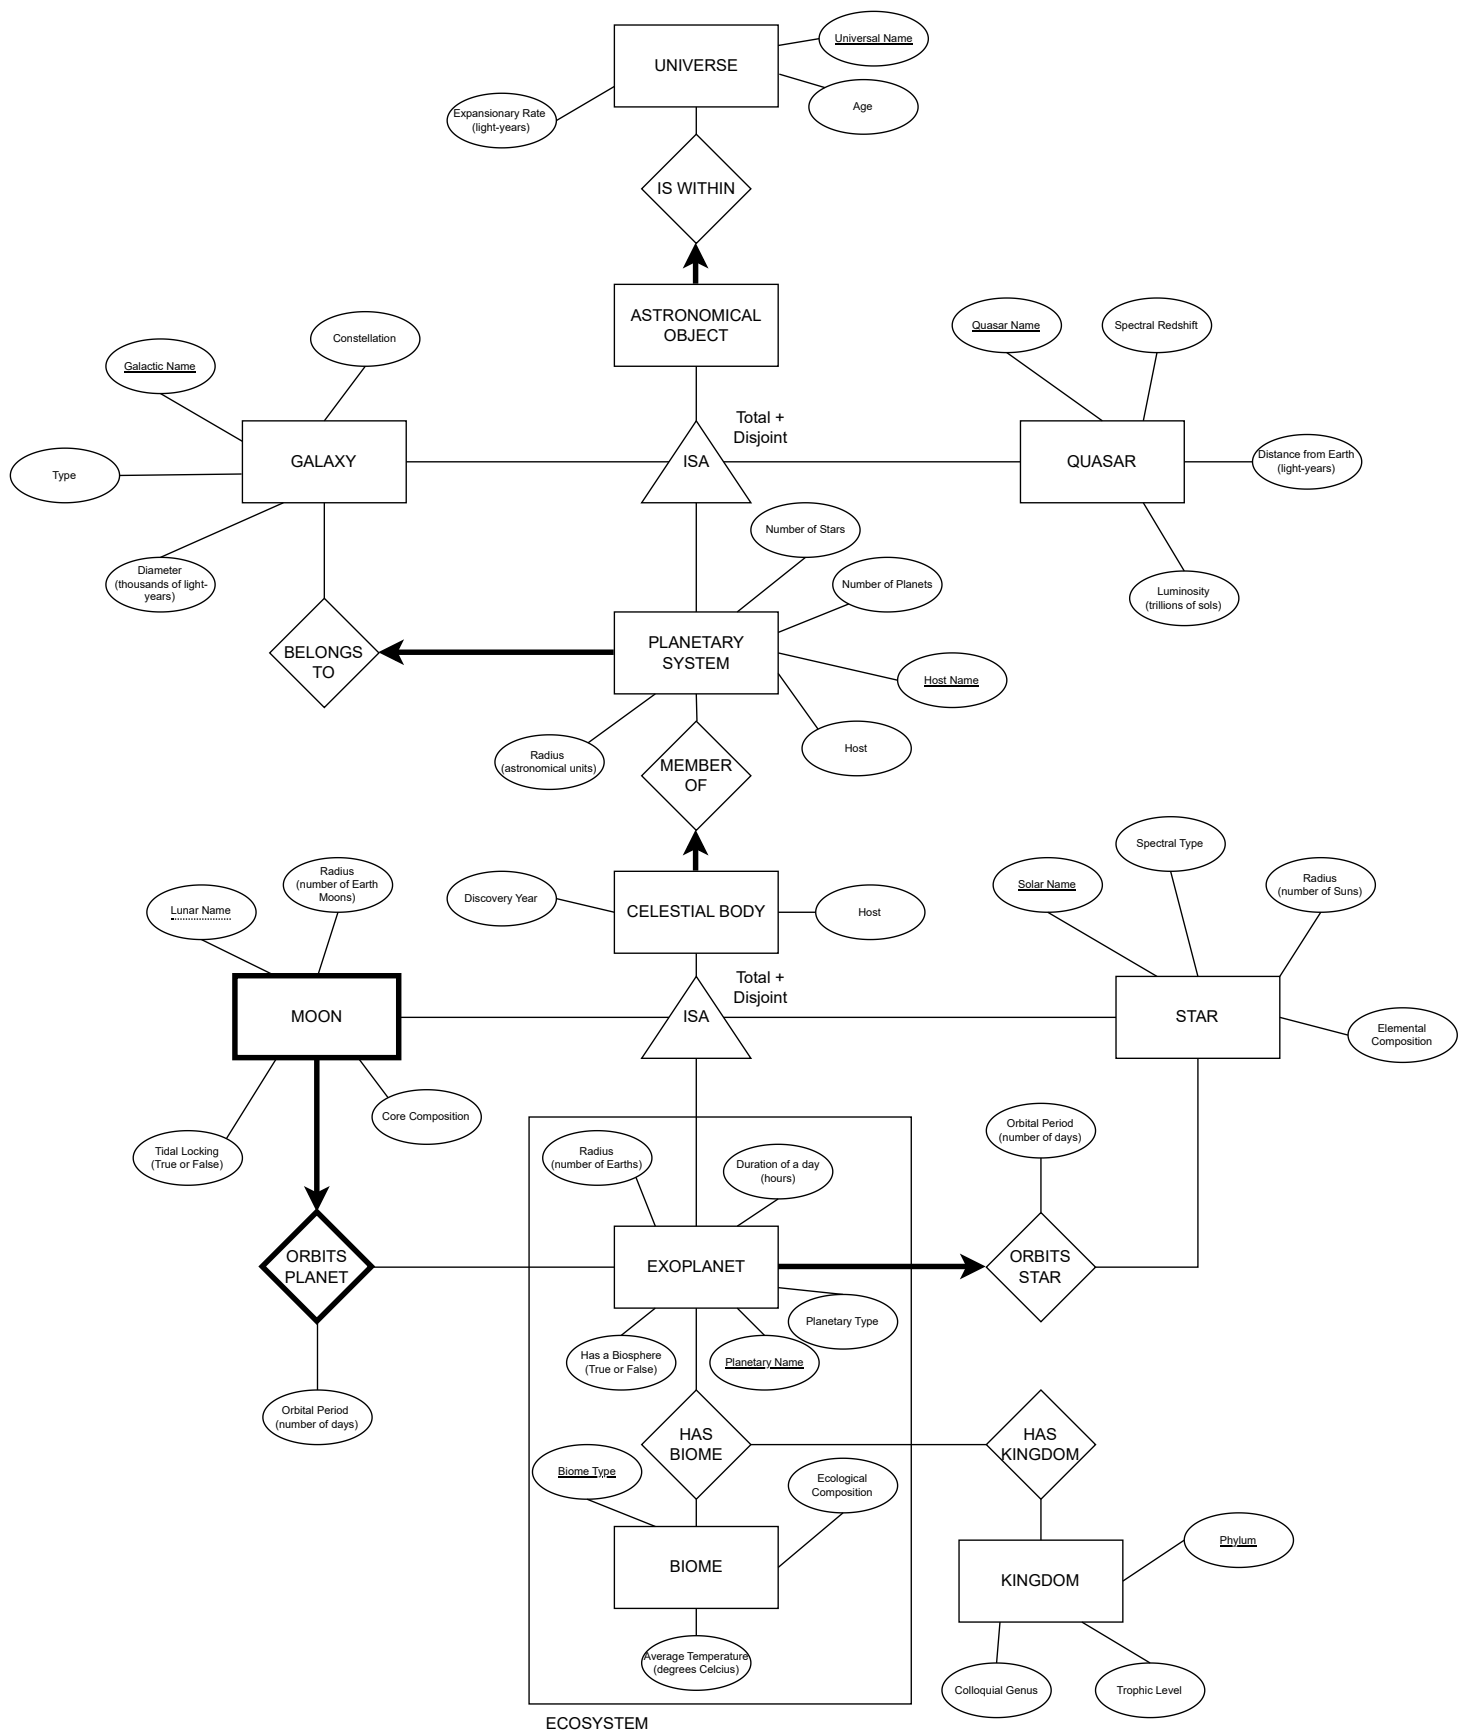 Universal Name
UNIVERSE
Age
Expansionary Rate
(light-years)
IS WITHIN
ASTRONOMICAL
OBJECT
Constellation
Quasar Name
Spectral Redshift
Galactic Name
Total +
Disjoint
GALAXY
ISA
QUASAR
Distance from Earth
(light-years)
Type
Number of Stars
Diameter
(thousands of light-
years)
Number of Planets
Luminosity
(trillions of sols)
BELONGS
TO
PLANETARY
SYSTEM
Host Name
Radius
(astronomical units)
Host
MEMBER
OF
Spectral Type
Radius
(number of Earth
Moons)
Solar Name
Radius
(number of Suns)
Lunar Name
Discovery Year
CELESTIAL BODY
Host
Total +
Disjoint
MOON
ISA
STAR
Elemental
Composition
Core Composition
Tidal Locking
(True or False)
Orbital Period
(number of days)
Radius
(number of Earths)
Duration of a day
(hours)
ORBITS
PLANET
EXOPLANET
ORBITS
STAR
Planetary Type
Has a Biosphere
(True or False)
Planetary Name
Orbital Period
(number of days)
HAS
BIOME
HAS
KINGDOM
Biome Type
Ecological
Composition
Phylum
BIOME
KINGDOM
Average Temperature
(degrees Celcius)
Colloquial Genus
Trophic Level
ECOSYSTEM